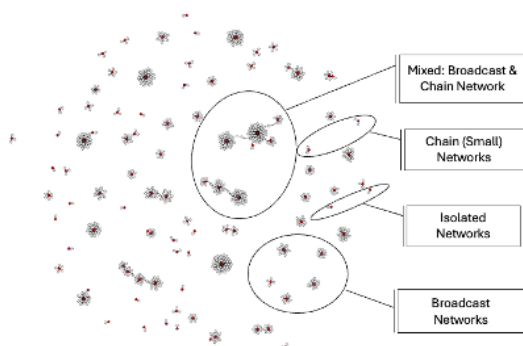 Mixed: Broadcast &
Chain Network
Chain (Small)
Networks
Isolated
Networks
Broadcast
Networks